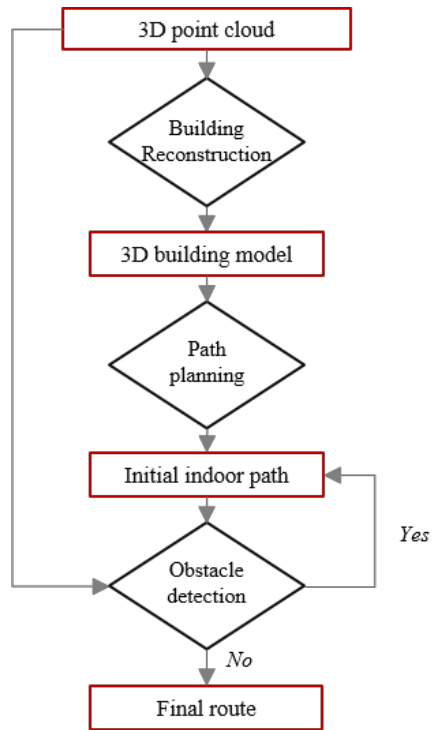 3D point cloud
Building
Reconstruction
3D building model
Path
planning
Initial indoor path
Yes
Obstacle
detection
No
Final route